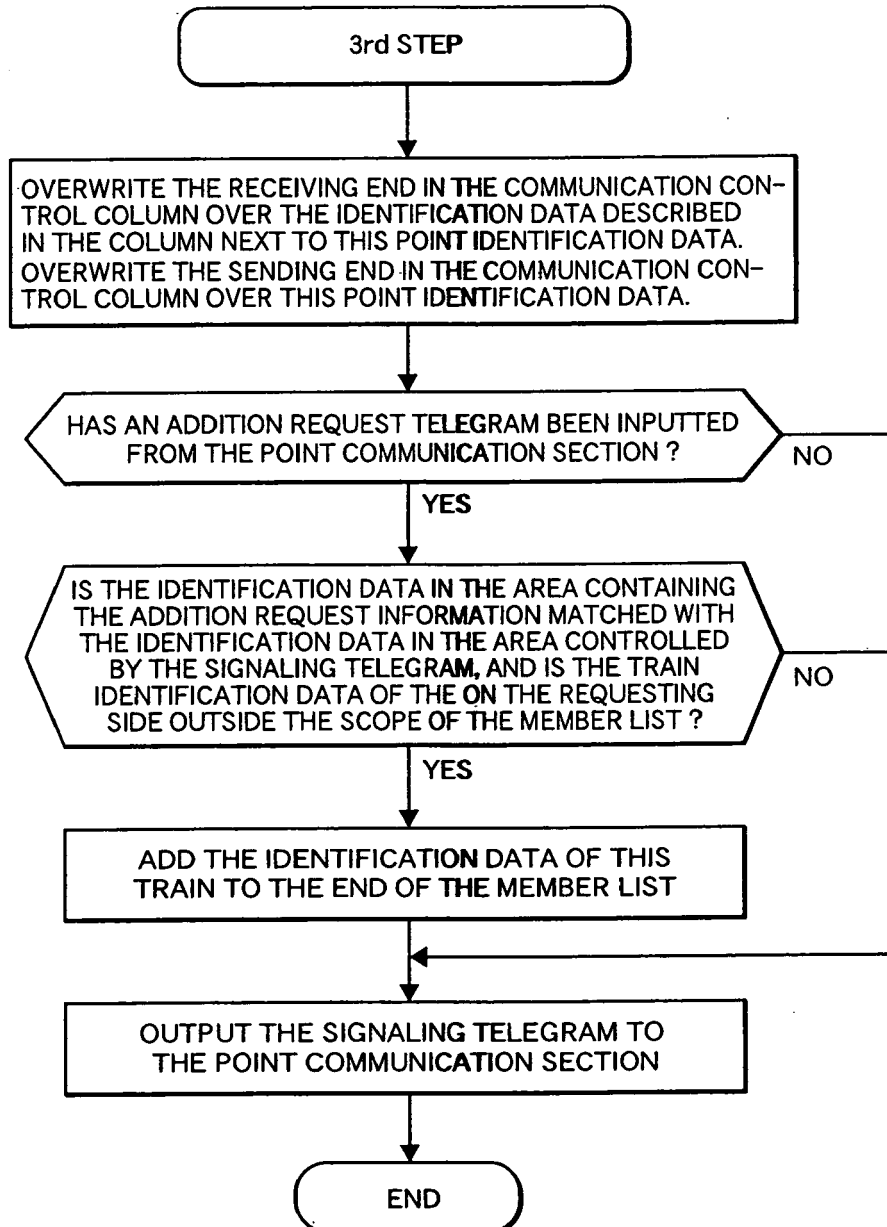 3rd STEP
OVERWRITE THE RECEIVING END IN THE COMMUNICATION CON-
TROL COLUMN OVER THE IDENTIFICATION DATA DESCRIBED
IN THE COLUMN NEXT TO THIS POINT IDENTIFICATION DATA.
OVERWRITE THE SENDING END IN THE COMMUNICATION CON-
TROL COLUMN OVER THIS POINT IDENTIFICATION DATA.
HAS AN ADDITION REQUEST TELEGRAM BEEN INPUTTED
FROM THE POINT COMMUNICATION SECTION ?
NO
YES
IS THE IDENTIFICATION DATA IN THE AREA CONTAINING
THE ADDITION REQUEST INFORMATION MATCHED WITH
THE IDENTIFICATION DATA IN THE AREA CONTROLLED
BY THE SIGNALING TELEGRAM, AND IS THE TRAIN
IDENTIFICATION DATA OF THE ON THE REQUESTING
SIDE OUTSIDE THE SCOPE OF THE MEMBER LIST ?
NO
YES
ADD THE IDENTIFICATION DATA OF THIS
TRAIN TO THE END OF THE MEMBER LIST
OUTPUT THE SIGNALING TELEGRAM TO
THE POINT COMMUNICATION SECTION
END